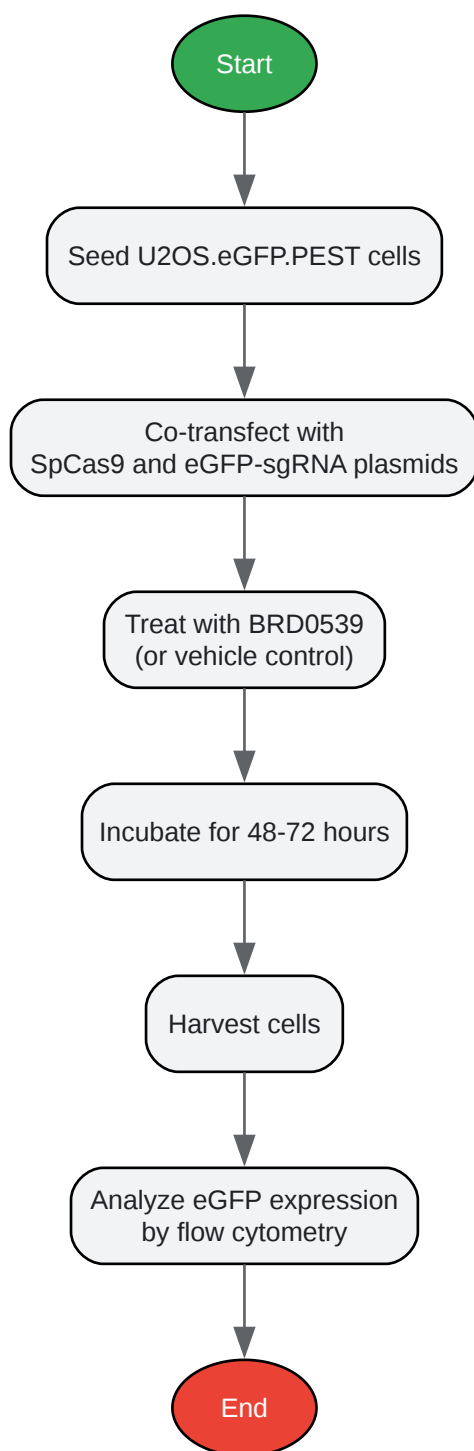 Start
Seed U2OS.eGFP.PEST cells
Co-transfect with
SpCas9 and eGFP-sgRNA plasmids
Treat with BRD0539
(or vehicle control)
Incubate for 48-72 hours
Harvest cells
Analyze eGFP expression
by flow cytometry
End